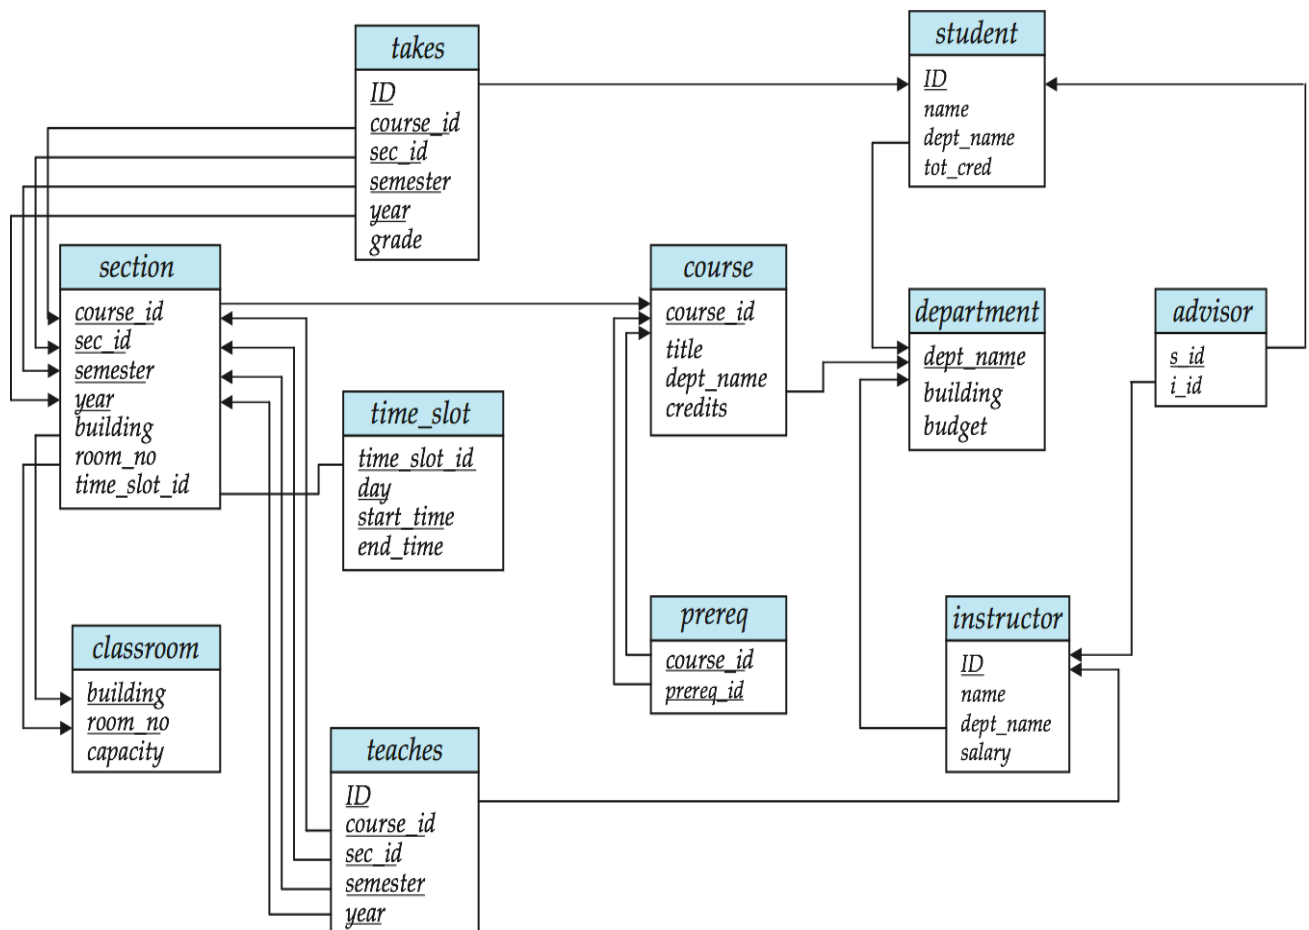 takes
ID
course_id
sec_id
semester
year
grade
student
ID
name
dept_name
tot_cred
section
course_id
sec_id
semester
year
building
room_no
time_slot_id
time_slot
time_slot_id
day
start_time
end_time
course
course_id
title
dept_name
credits
department
dept_name
building
budget
advisor
s_id
i_id
classroom
building
room_no
capacity
prereq
course_id
prereq_id
instructor
ID
name
dept_name
salary
teaches
ID
course_id
sec_id
semester
year